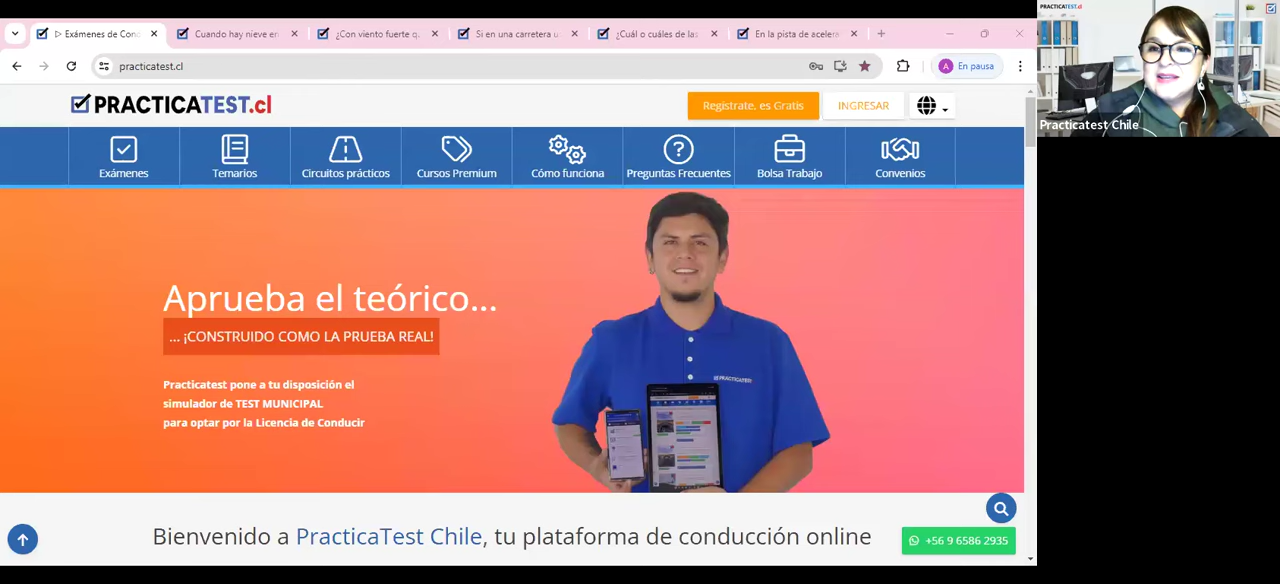 ▷ Exámenes de Con
Cuando hay nieve en
¿Con viento fuerte q
Si en una carretera u
¿Cuál o cuáles de las
En la pista de acelera
practicatest.cl
A En pausa
PRACTICATEST.cl
Practicatest Chile
PRACTICATEST.cl
Regístrate. es Gratis
INGRESAR
Exámenes
Temarios
Circuitos prácticos
Cursos Premium
Cómo funciona
Preguntas Frecuentes
Bolsa Trabajo
Convenios
Aprueba el teórico...
... ¡CONSTRUIDO COMO LA PRUEBA REAL!
Practicatest pone a tu disposición el
simulador de TEST MUNICIPAL
para optar por la Licencia de Conducir
PRACTICATEST
Bienvenido a PracticaTest Chile, tu plataforma de conducción online
+56 9 6586 2935